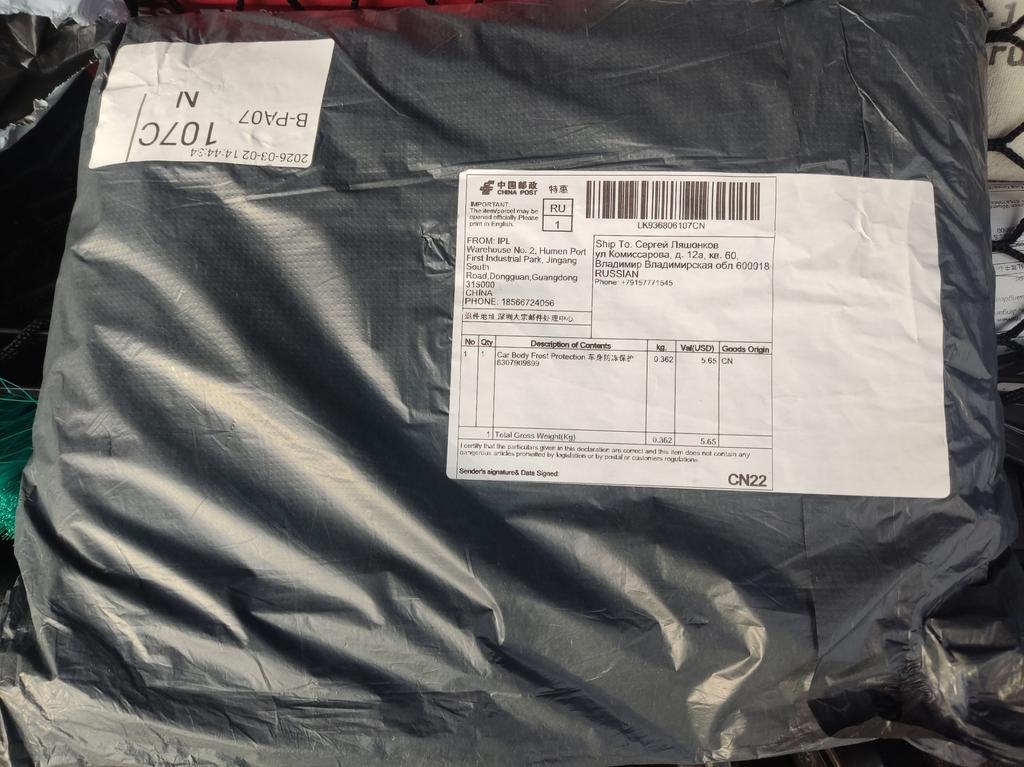 2026-03-02 14:44:34
107C
B-PA07
N
中国邮政
CHINA POST
特惠
IMPORTANT:
The item/parcel may be
opened officially. Please
print in English.
RU
1
LK936806107CN
FROM: IPL
Warehouse No. 2, Humen Port
First Industrial Park, Jingang
South
Road,Dongguan,Guangdong
315000
CHINA
PHONE: 18566724056
Ship To: Сергей Ляшонков
ул Комиссарова, д. 12а, кв. 60,
Владимир Владимирская обл 600018
RUSSIAN
Phone: +79157771545
退件地址:深圳大宗邮件处理中心
No Qty Description of Contents kg. Val(USD) Goods Origin
1 1 Car Body Frost Protection 车身防冻保护 0.362 5.65 CN
6307909899
1 Total Gross Weight(Kg) 0.362 5.65
I certify that the particulars given in this declaration are correct and this item does not contain any
dangerous articles prohibited by legislation or by postal or customers regulations.
Sender's signature& Data Signed:
CN22